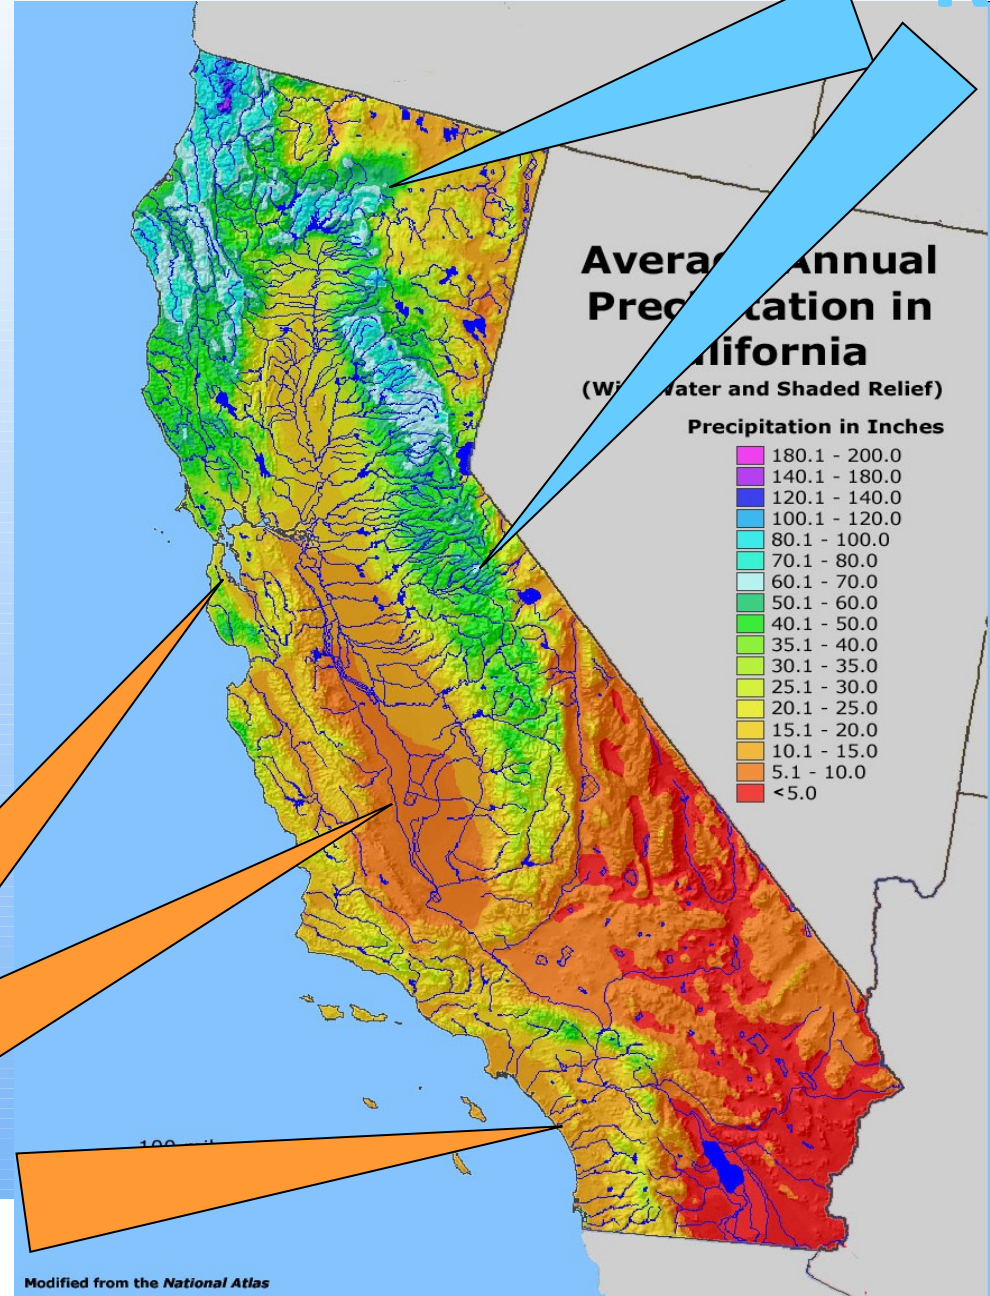 Avera Annual
Prec tation in
lifornia
(Wi Water and Shaded Relief)
Precipitation in Inches
180.1 - 200.0
140.1 - 180.0
120.1 - 140.0
100.1 - 120.0
80.1 - 100.0
70.1 - 80.0
60.1 - 70.0
50.1 - 60.0
40.1 - 50.0
35.1 - 40.0
30.1 - 35.0
25.1 - 30.0
20.1 - 25.0
15.1 - 20.0
10.1 - 15.0
5.1 - 10.0
<5.0
Modified from the National Atlas